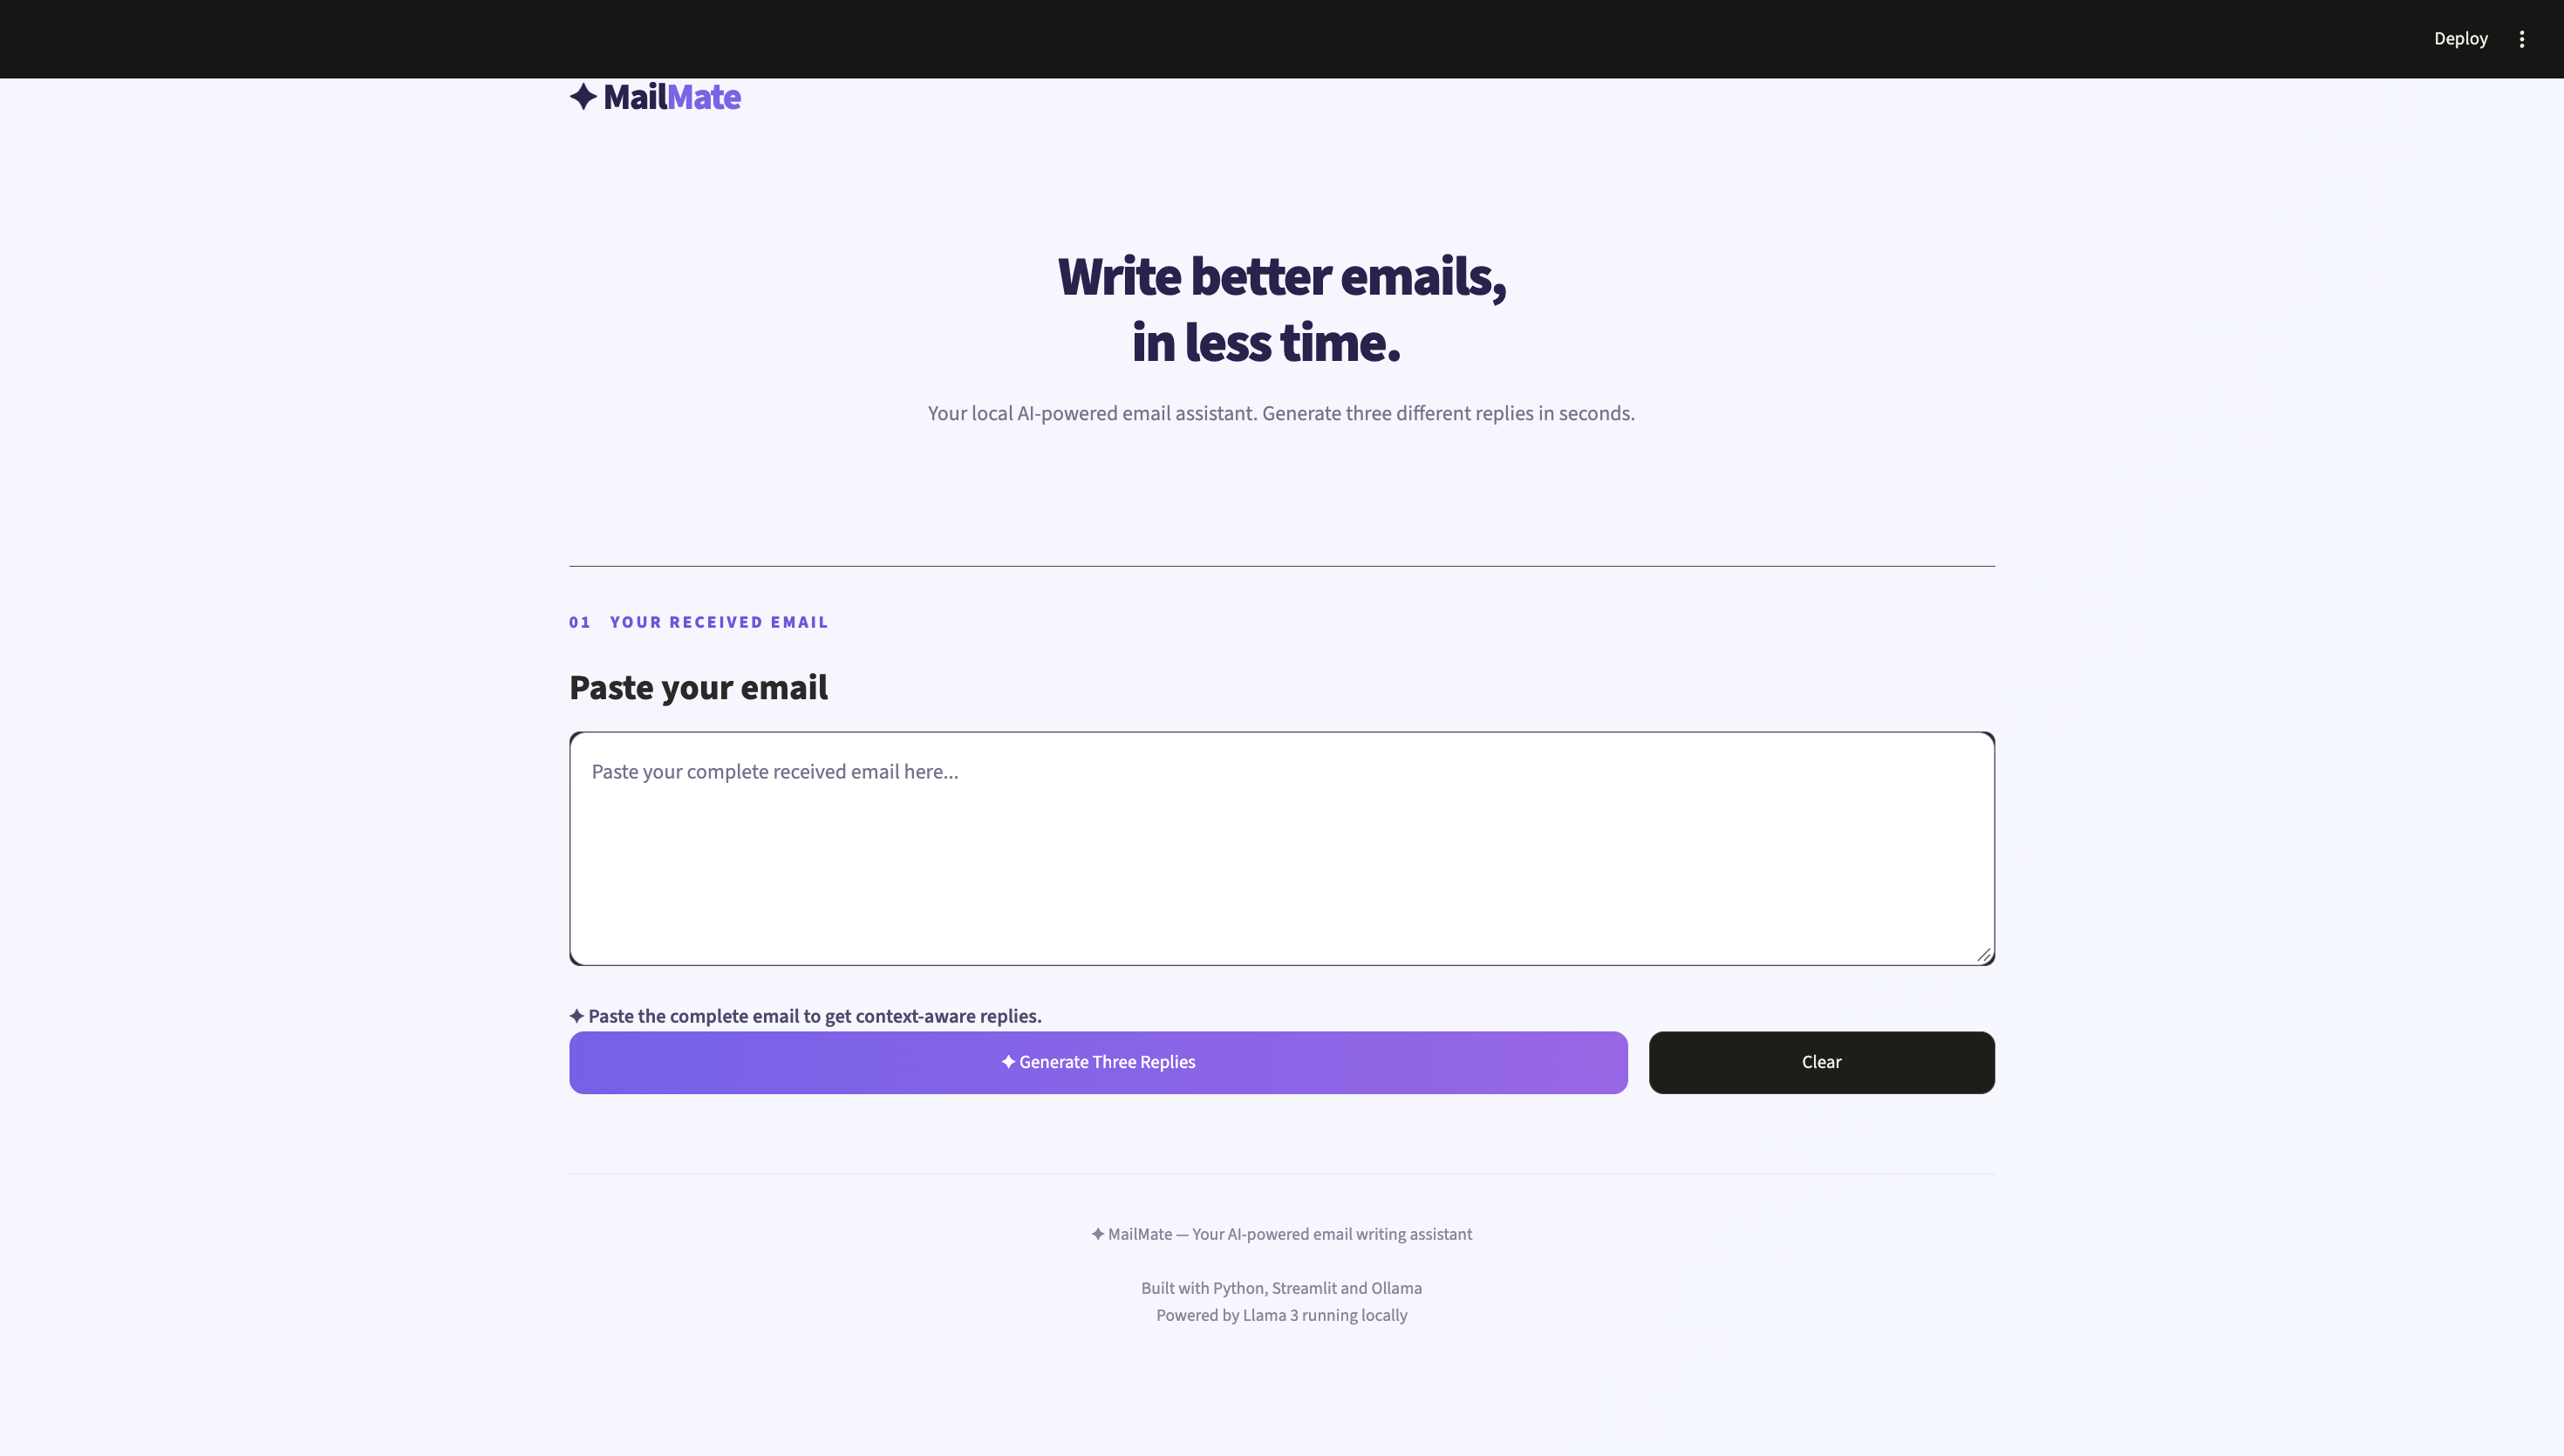 Deploy
✦ MailMate
Write better emails,
in less time.
Your local AI-powered email assistant. Generate three different replies in seconds.
01 YOUR RECEIVED EMAIL
Paste your email
Paste your complete received email here...
✦ Paste the complete email to get context-aware replies.
✦ Generate Three Replies
Clear
✦ MailMate — Your AI-powered email writing assistant
Built with Python, Streamlit and Ollama
Powered by Llama 3 running locally